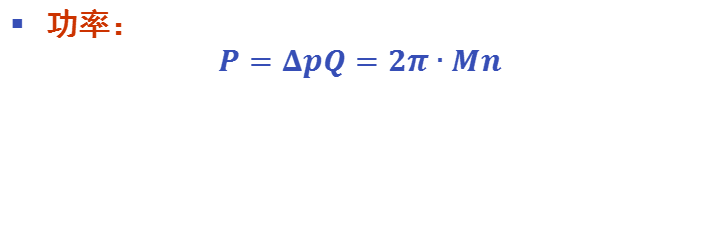 ▪ 功率：
P = ΔpQ = 2π · Mn